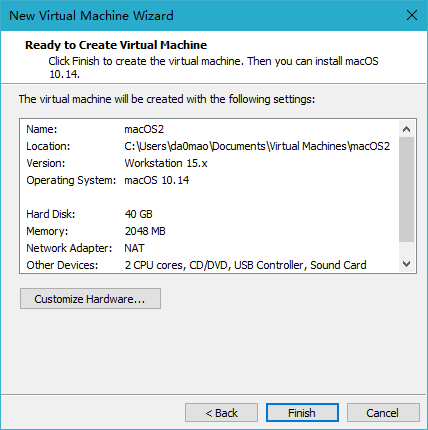 New Virtual Machine Wizard
Ready to Create Virtual Machine
Click Finish to create the virtual machine. Then you can install macOS
10.14.
The virtual machine will be created with the following settings:
Name: macOS2
Location: C:\Users\da0mao\Documents\Virtual Machines\macOS2
Version: Workstation 15.x
Operating System: macOS 10.14
Hard Disk: 40 GB
Memory: 2048 MB
Network Adapter: NAT
Other Devices: 2 CPU cores, CD/DVD, USB Controller, Sound Card
Customize Hardware...
< Back Finish Cancel